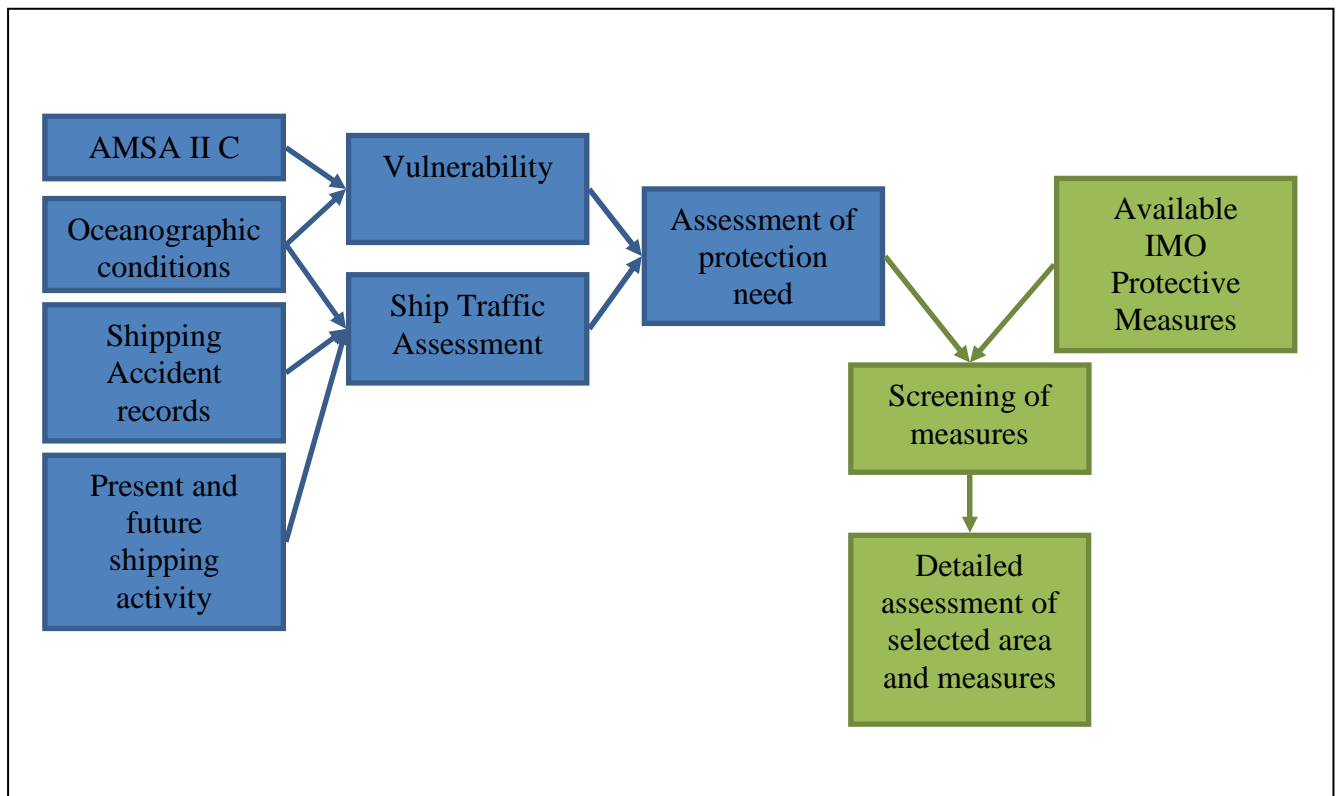 AMSA II C
Oceanographic
conditions
Shipping
Accident
records
Present and
future
shipping
activity
Vulnerability
Ship Traffic
Assessment
Assessment of
protection
need
Available
IMO
Protective
Measures
Screening of
measures
Detailed
assessment of
selected area
and measures